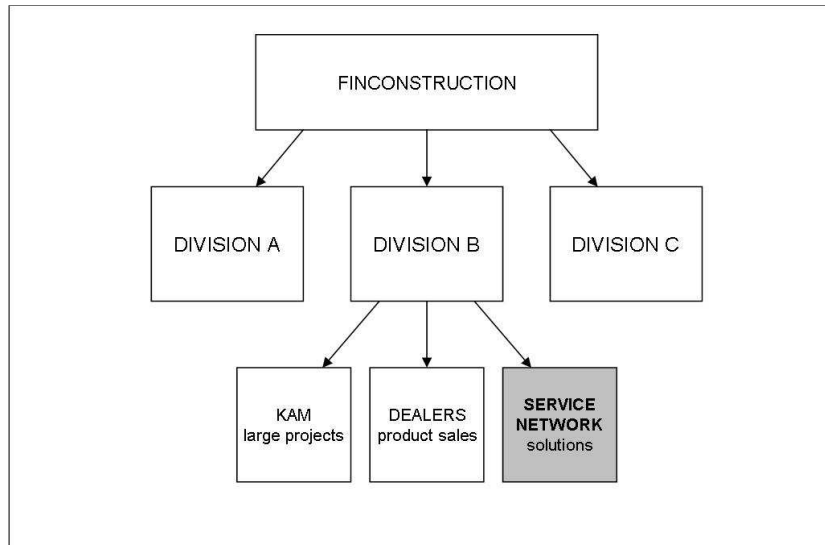 FINCONSTRUCTION
DIVISION A
DIVISION B
DIVISION C
KAM
large projects
DEALERS
product sales
SERVICE
NETWORK
solutions